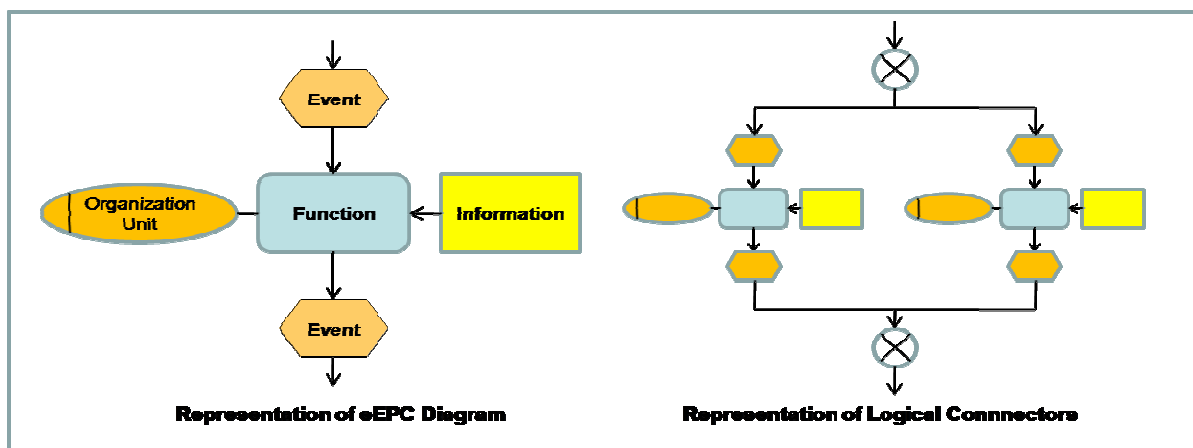 Event
Organization
Unit
Function
Information
Event
Representation of eEPC Diagram
Representation of Logical Connnectors